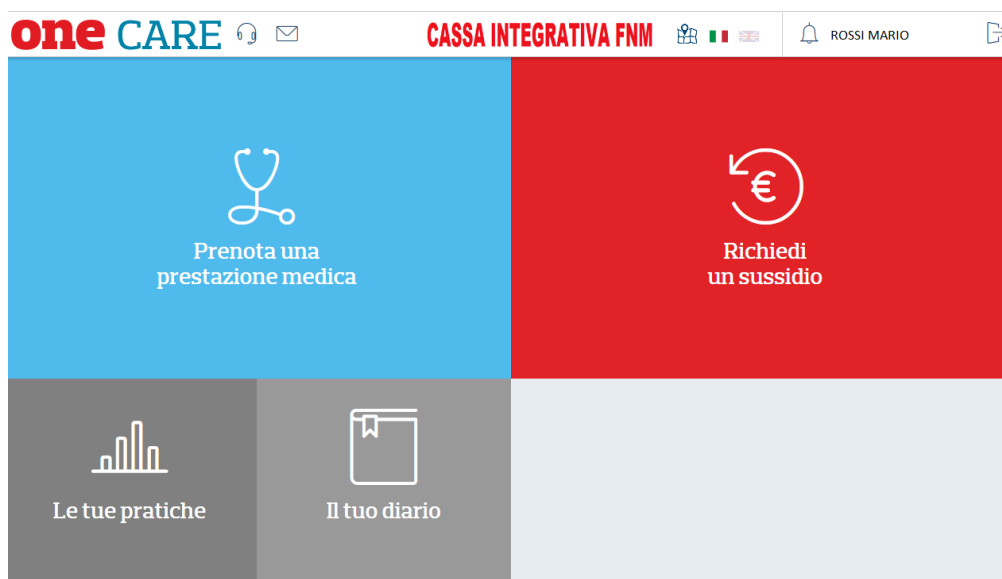 one CARE
CASSA INTEGRATIVA FNM
ROSSI MARIO
Prenota una
prestazione medica
€
Richiedi
un sussidio
Le tue pratiche
Il tuo diario